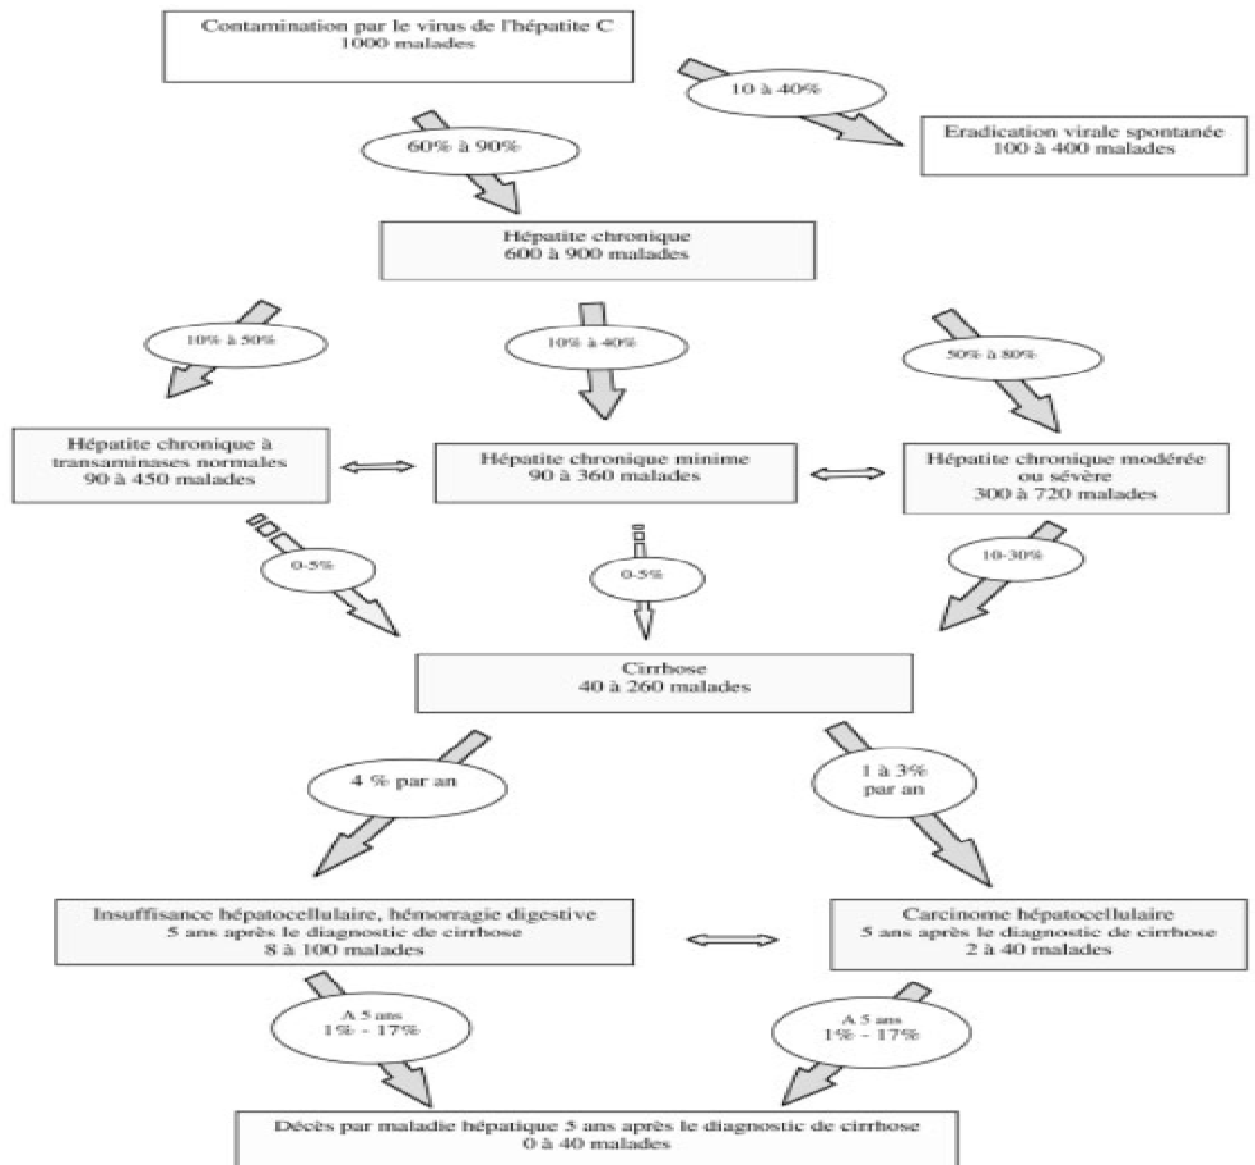 Contamination par le virus de l'hépatite C
1000 malades
10 à 40%
Eradication virale spontanée
100 à 400 malades
60% à 90%
Hépatite chronique
600 à 900 malades
10% à 50%
10% à 40%
50% à 80%
Hépatite chronique à
transaminases normales
90 à 450 malades
Hépatite chronique minime
90 à 360 malades
Hépatite chronique modérée
ou sévère
300 à 720 malades
0-5%
0-5%
10-30%
Cirrhose
40 à 260 malades
4 % par an
1 à 3%
par an
Insuffisance hépatocellulaire, hémorragie digestive
5 ans après le diagnostic de cirrhose
8 à 100 malades
Carcinome hépatocellulaire
5 ans après le diagnostic de cirrhose
2 à 40 malades
A 5 ans
1% - 17%
A 5 ans
1% - 17%
Décès par maladie hépatique 5 ans après le diagnostic de cirrhose
0 à 40 malades